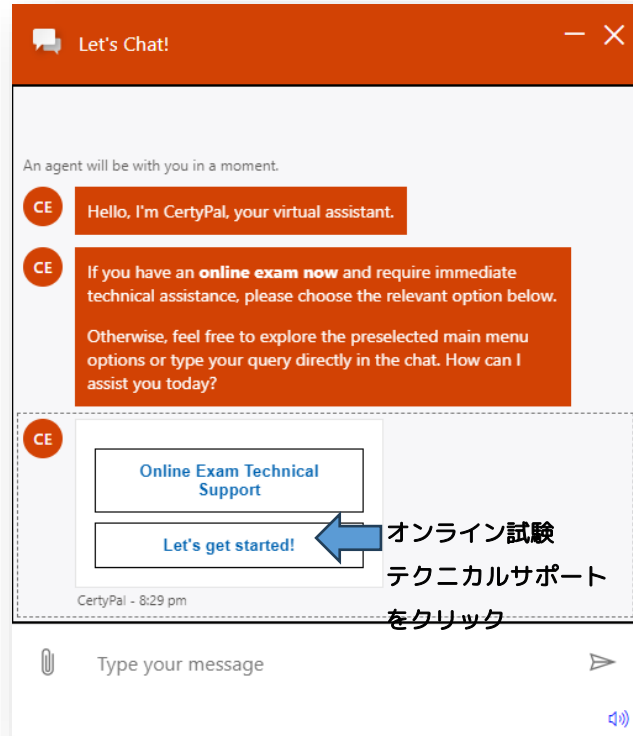 Let's Chat!
An agent will be with you in a moment.
CE
Hello, I'm CertyPal, your virtual assistant.
CE
If you have an online exam now and require immediate
technical assistance, please choose the relevant option below.
Otherwise, feel free to explore the preselected main menu
options or type your query directly in the chat. How can I
assist you today?
CE
Online Exam Technical
Support
Let's get started!
オンライン試験
テクニカルサポート
をクリック
CertyPal - 8:29 pm
Type your message